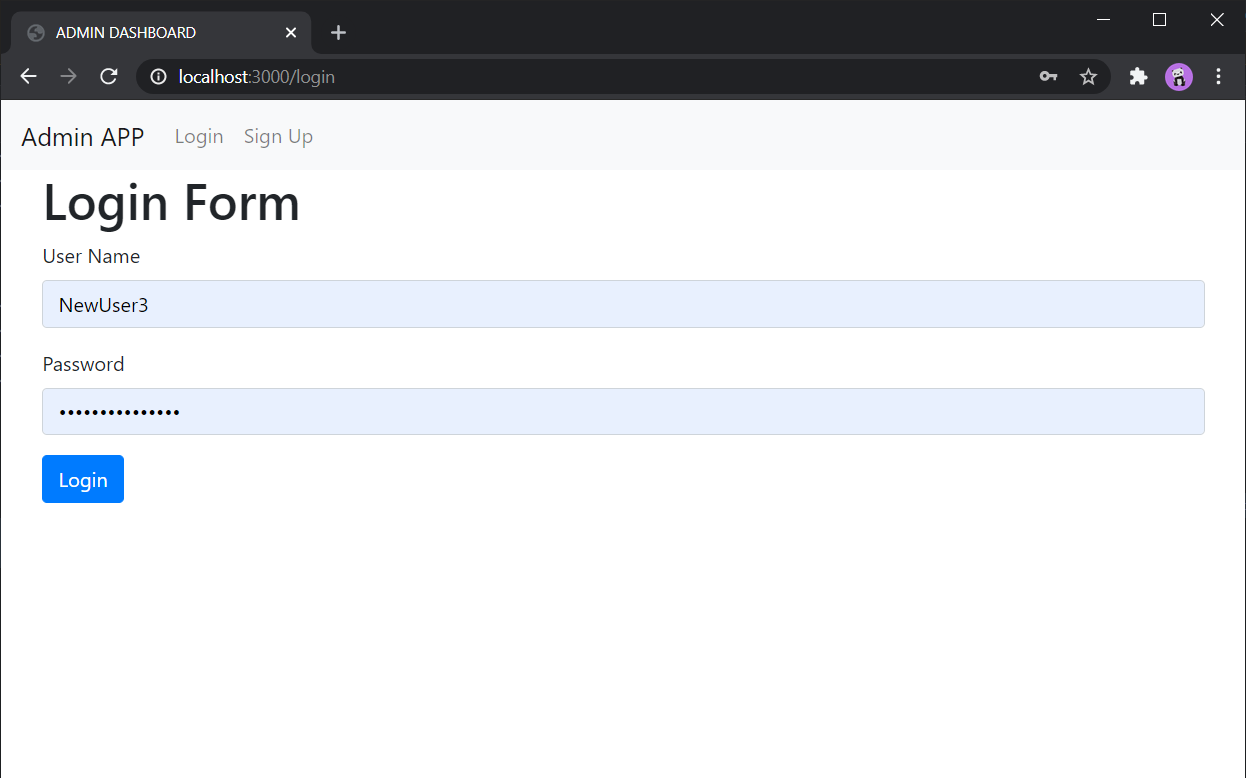 ADMIN DASHBOARD
localhost:3000/login
Admin APP Login Sign Up
Login Form
User Name
NewUser3
Password
•••••••••••••••
Login